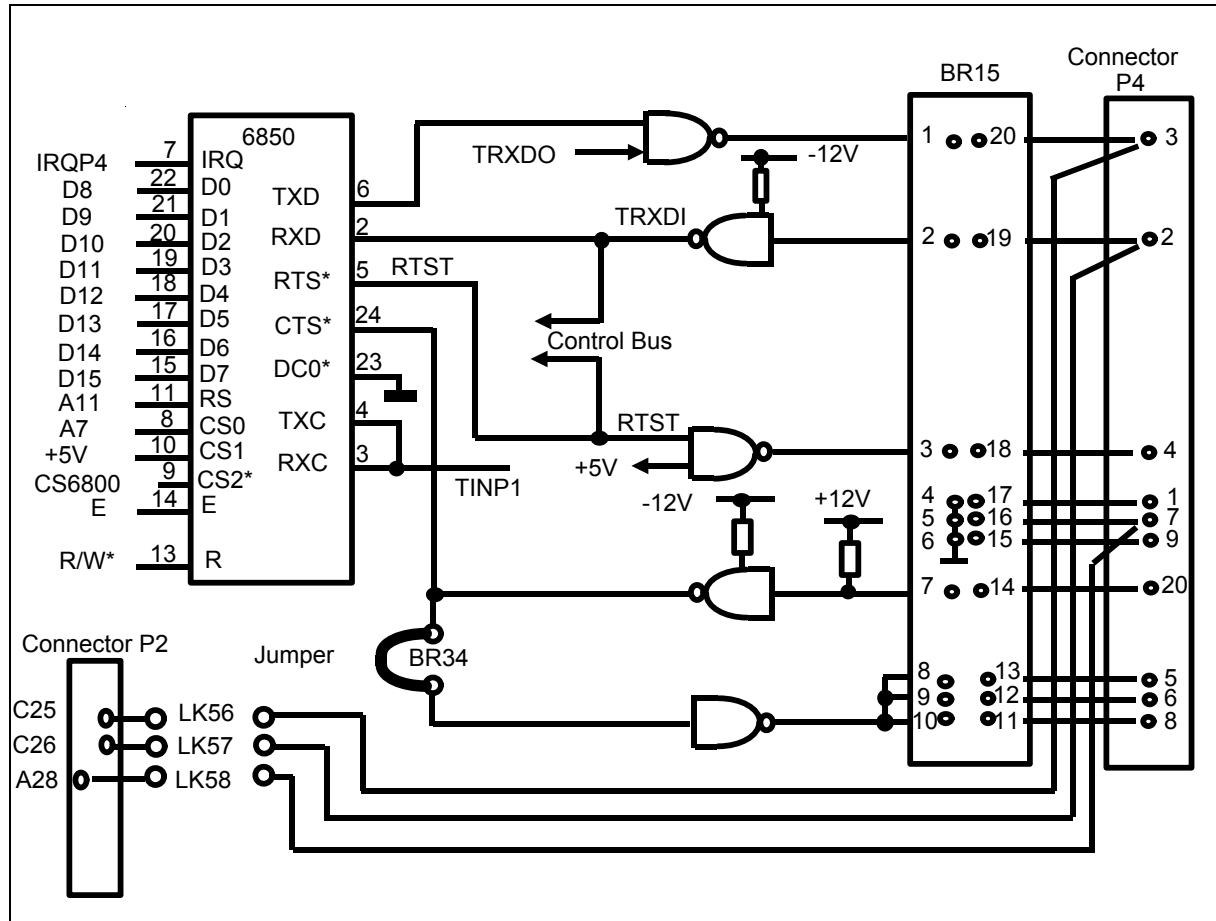 Connector
P4
BR15
6850
IRQP4 7 IRQ
D8 22 D0
D9 21 D1
D10 20 D2
D11 19 D3
D12 18 D4
D13 17 D5
D14 16 D6
D15 15 D7
A11 11 RS
A7 8 CS0
+5V 10 CS1
CS6800 9 CS2*
E 14 E
R/W* 13 R
TXD 6
RXD 2
RTS* 5 RTST
CTS* 24
DC0* 23
TXC 4
RXC 3
TINP1
TRXDO
-12V
TRXDI
Control Bus
RTST
+5V
-12V
+12V
1 20 3
2 19 2
3 18 4
4 17 1
5 16 7
6 15 9
7 14 20
8 13 5
9 12 6
10 11 8
BR34
Connector P2
Jumper
C25 LK56
C26 LK57
A28 LK58